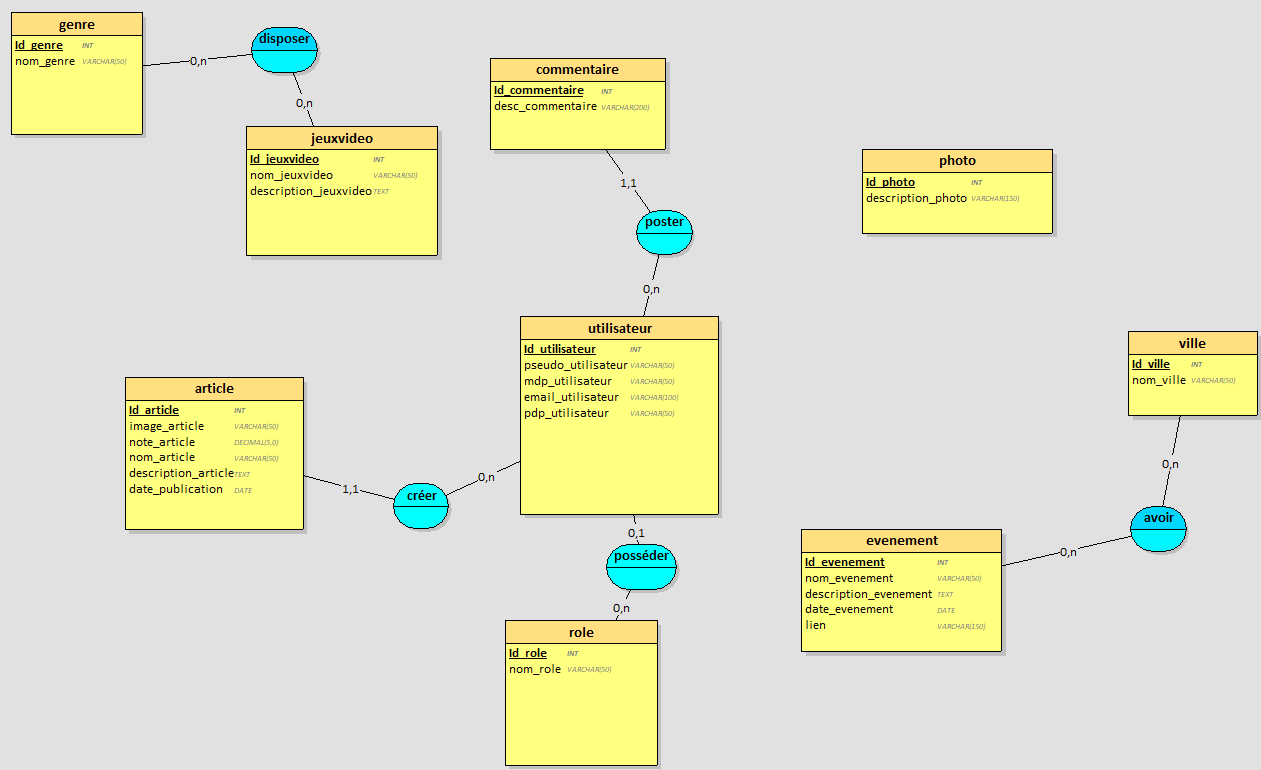 genre
Id_genre INT
nom_genre VARCHAR(50)
disposer
0,n
0,n
jeuxvideo
Id_jeuxvideo INT
nom_jeuxvideo VARCHAR(50)
description_jeuxvideo TEXT
commentaire
Id_commentaire INT
desc_commentaire VARCHAR(200)
1,1
poster
0,n
photo
Id_photo INT
description_photo VARCHAR(150)
utilisateur
Id_utilisateur INT
pseudo_utilisateur VARCHAR(50)
mdp_utilisateur VARCHAR(50)
email_utilisateur VARCHAR(100)
pdp_utilisateur VARCHAR(50)
ville
Id_ville INT
nom_ville VARCHAR(50)
article
Id_article INT
image_article VARCHAR(50)
note_article DECIMAL(5,0)
nom_article VARCHAR(50)
description_article TEXT
date_publication DATE
1,1
créer
0,n
0,1
posséder
0,n
role
Id_role INT
nom_role VARCHAR(50)
0,n
avoir
0,n
evenement
Id_evenement INT
nom_evenement VARCHAR(50)
description_evenement TEXT
date_evenement DATE
lien VARCHAR(150)